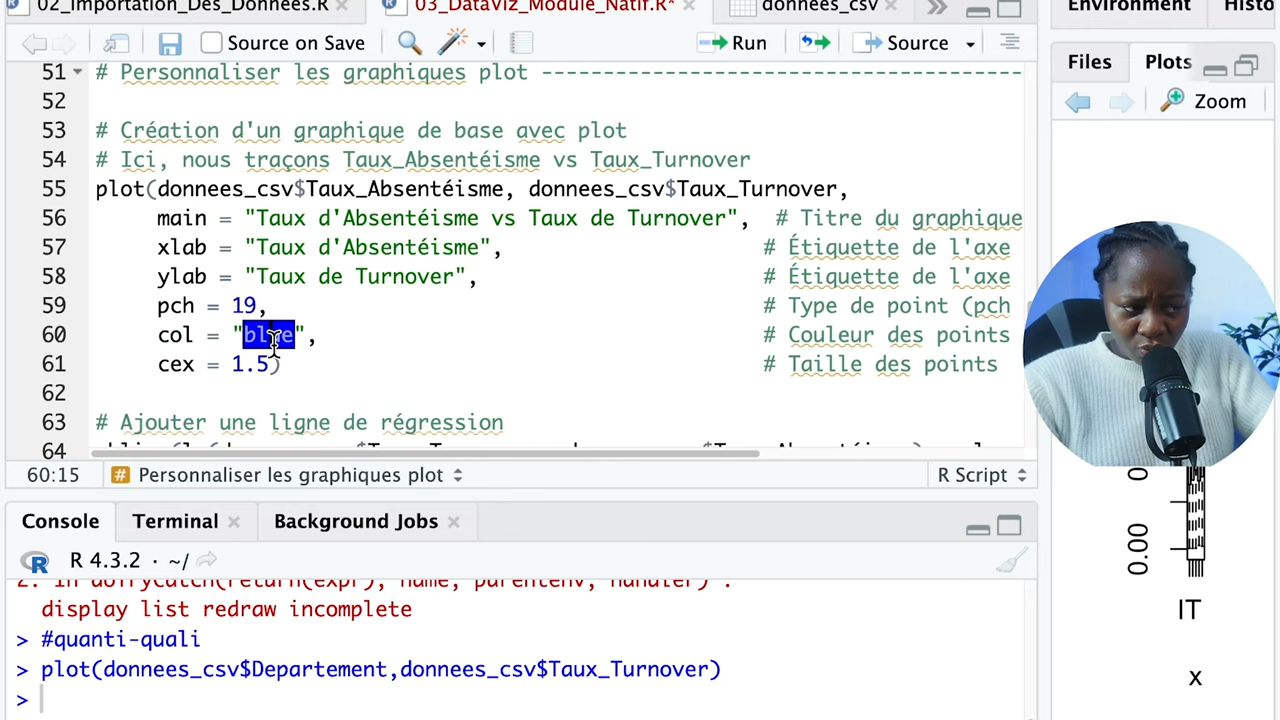 02_Importation_Des_Donnees.R
03_DataViz_Module_Natif.R*
donnees_csv
Environment
Histo
Source on Save
Run
Source
Files
Plots
Zoom
51 # Personnaliser les graphiques plot --------------------------------------
52
53 # Création d'un graphique de base avec plot
54 # Ici, nous traçons Taux_Absentéisme vs Taux_Turnover
55 plot(donnees_csv$Taux_Absentéisme, donnees_csv$Taux_Turnover,
56 main = "Taux d'Absentéisme vs Taux de Turnover", # Titre du graphique
57 xlab = "Taux d'Absentéisme", # Étiquette de l'axe
58 ylab = "Taux de Turnover", # Étiquette de l'axe
59 pch = 19, # Type de point (pch
60 col = "blue", # Couleur des points
61 cex = 1.5) # Taille des points
62
63 # Ajouter une ligne de régression
64
60:15
Personnaliser les graphiques plot
R Script
Console
Terminal
Background Jobs
R 4.3.2 · ~/
display list redraw incomplete
> #quanti-quali
> plot(donnees_csv$Departement,donnees_csv$Taux_Turnover)
>
0.00
IT
x